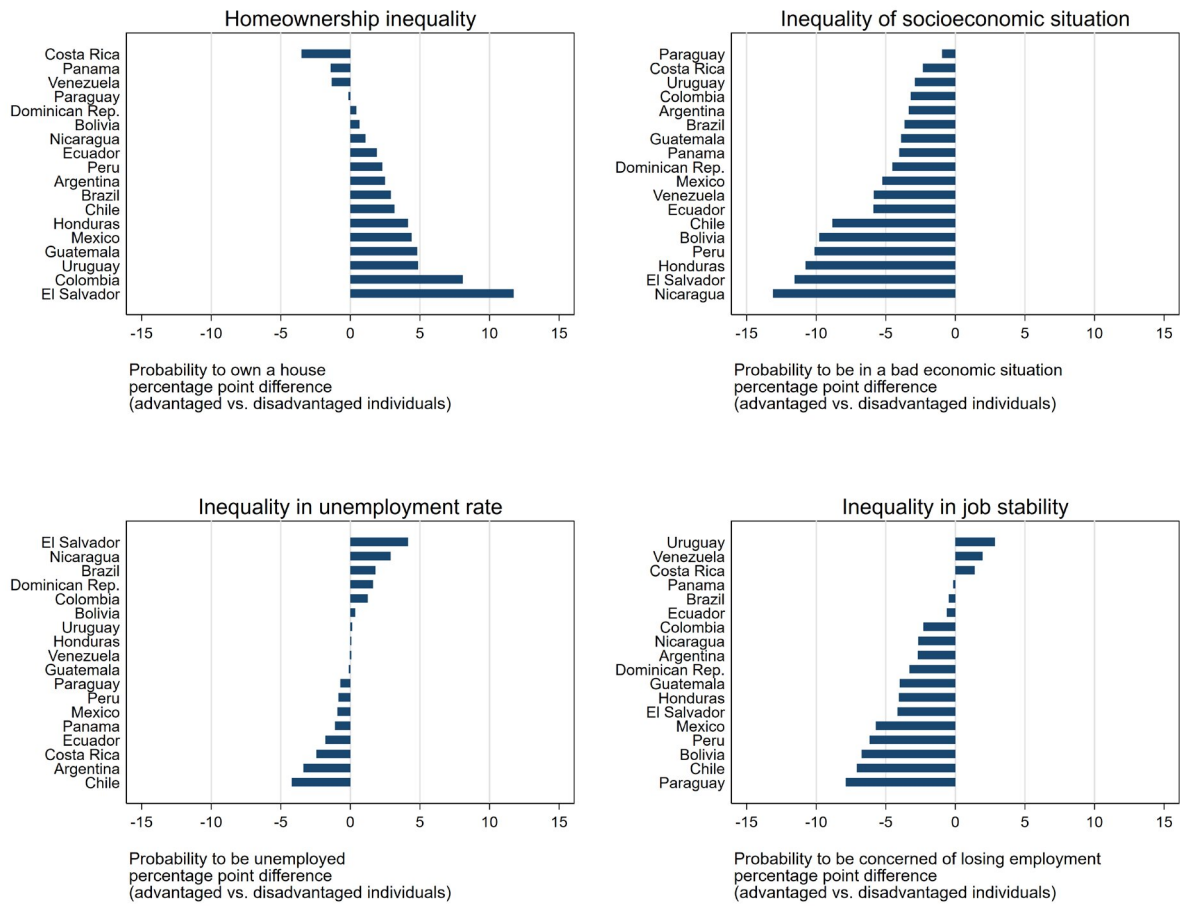 Homeownership inequality
Costa Rica
Panama
Venezuela
Paraguay
Dominican Rep.
Bolivia
Nicaragua
Ecuador
Peru
Argentina
Brazil
Chile
Honduras
Mexico
Guatemala
Uruguay
Colombia
El Salvador
-15 -10 -5 0 5 10 15
Probability to own a house
percentage point difference
(advantaged vs. disadvantaged individuals)
Inequality of socioeconomic situation
Paraguay
Costa Rica
Uruguay
Colombia
Argentina
Brazil
Guatemala
Panama
Dominican Rep.
Mexico
Venezuela
Ecuador
Chile
Bolivia
Peru
Honduras
El Salvador
Nicaragua
-15 -10 -5 0 5 10 15
Probability to be in a bad economic situation
percentage point difference
(advantaged vs. disadvantaged individuals)
Inequality in unemployment rate
El Salvador
Nicaragua
Brazil
Dominican Rep.
Colombia
Bolivia
Uruguay
Honduras
Venezuela
Guatemala
Paraguay
Peru
Mexico
Panama
Ecuador
Costa Rica
Argentina
Chile
-15 -10 -5 0 5 10 15
Probability to be unemployed
percentage point difference
(advantaged vs. disadvantaged individuals)
Inequality in job stability
Uruguay
Venezuela
Costa Rica
Panama
Brazil
Ecuador
Colombia
Nicaragua
Argentina
Dominican Rep.
Guatemala
Honduras
El Salvador
Mexico
Peru
Bolivia
Chile
Paraguay
-15 -10 -5 0 5 10 15
Probability to be concerned of losing employment
percentage point difference
(advantaged vs. disadvantaged individuals)